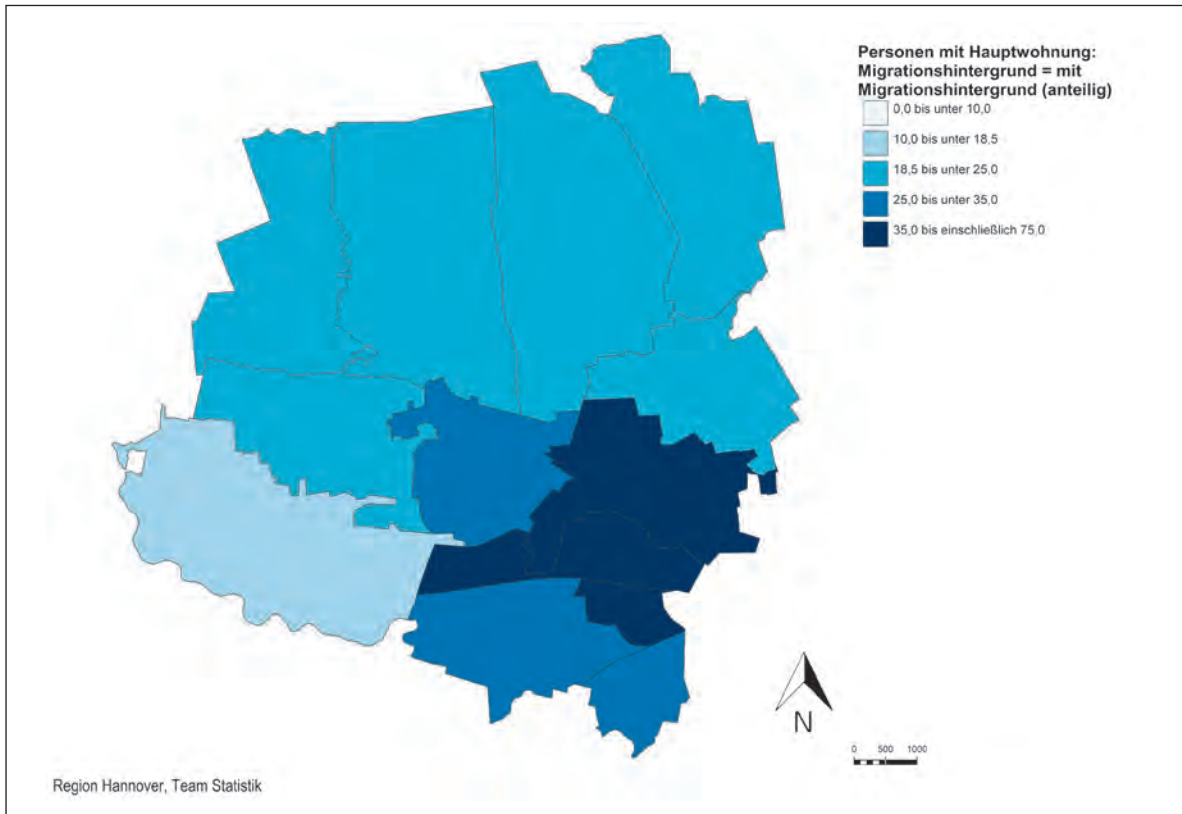 Personen mit Hauptwohnung:
Migrationshintergrund = mit
Migrationshintergrund (anteilig)
0,0 bis unter 10,0
10,0 bis unter 18,5
18,5 bis unter 25,0
25,0 bis unter 35,0
35,0 bis einschließlich 75,0
N
0 500 1000
Region Hannover, Team Statistik